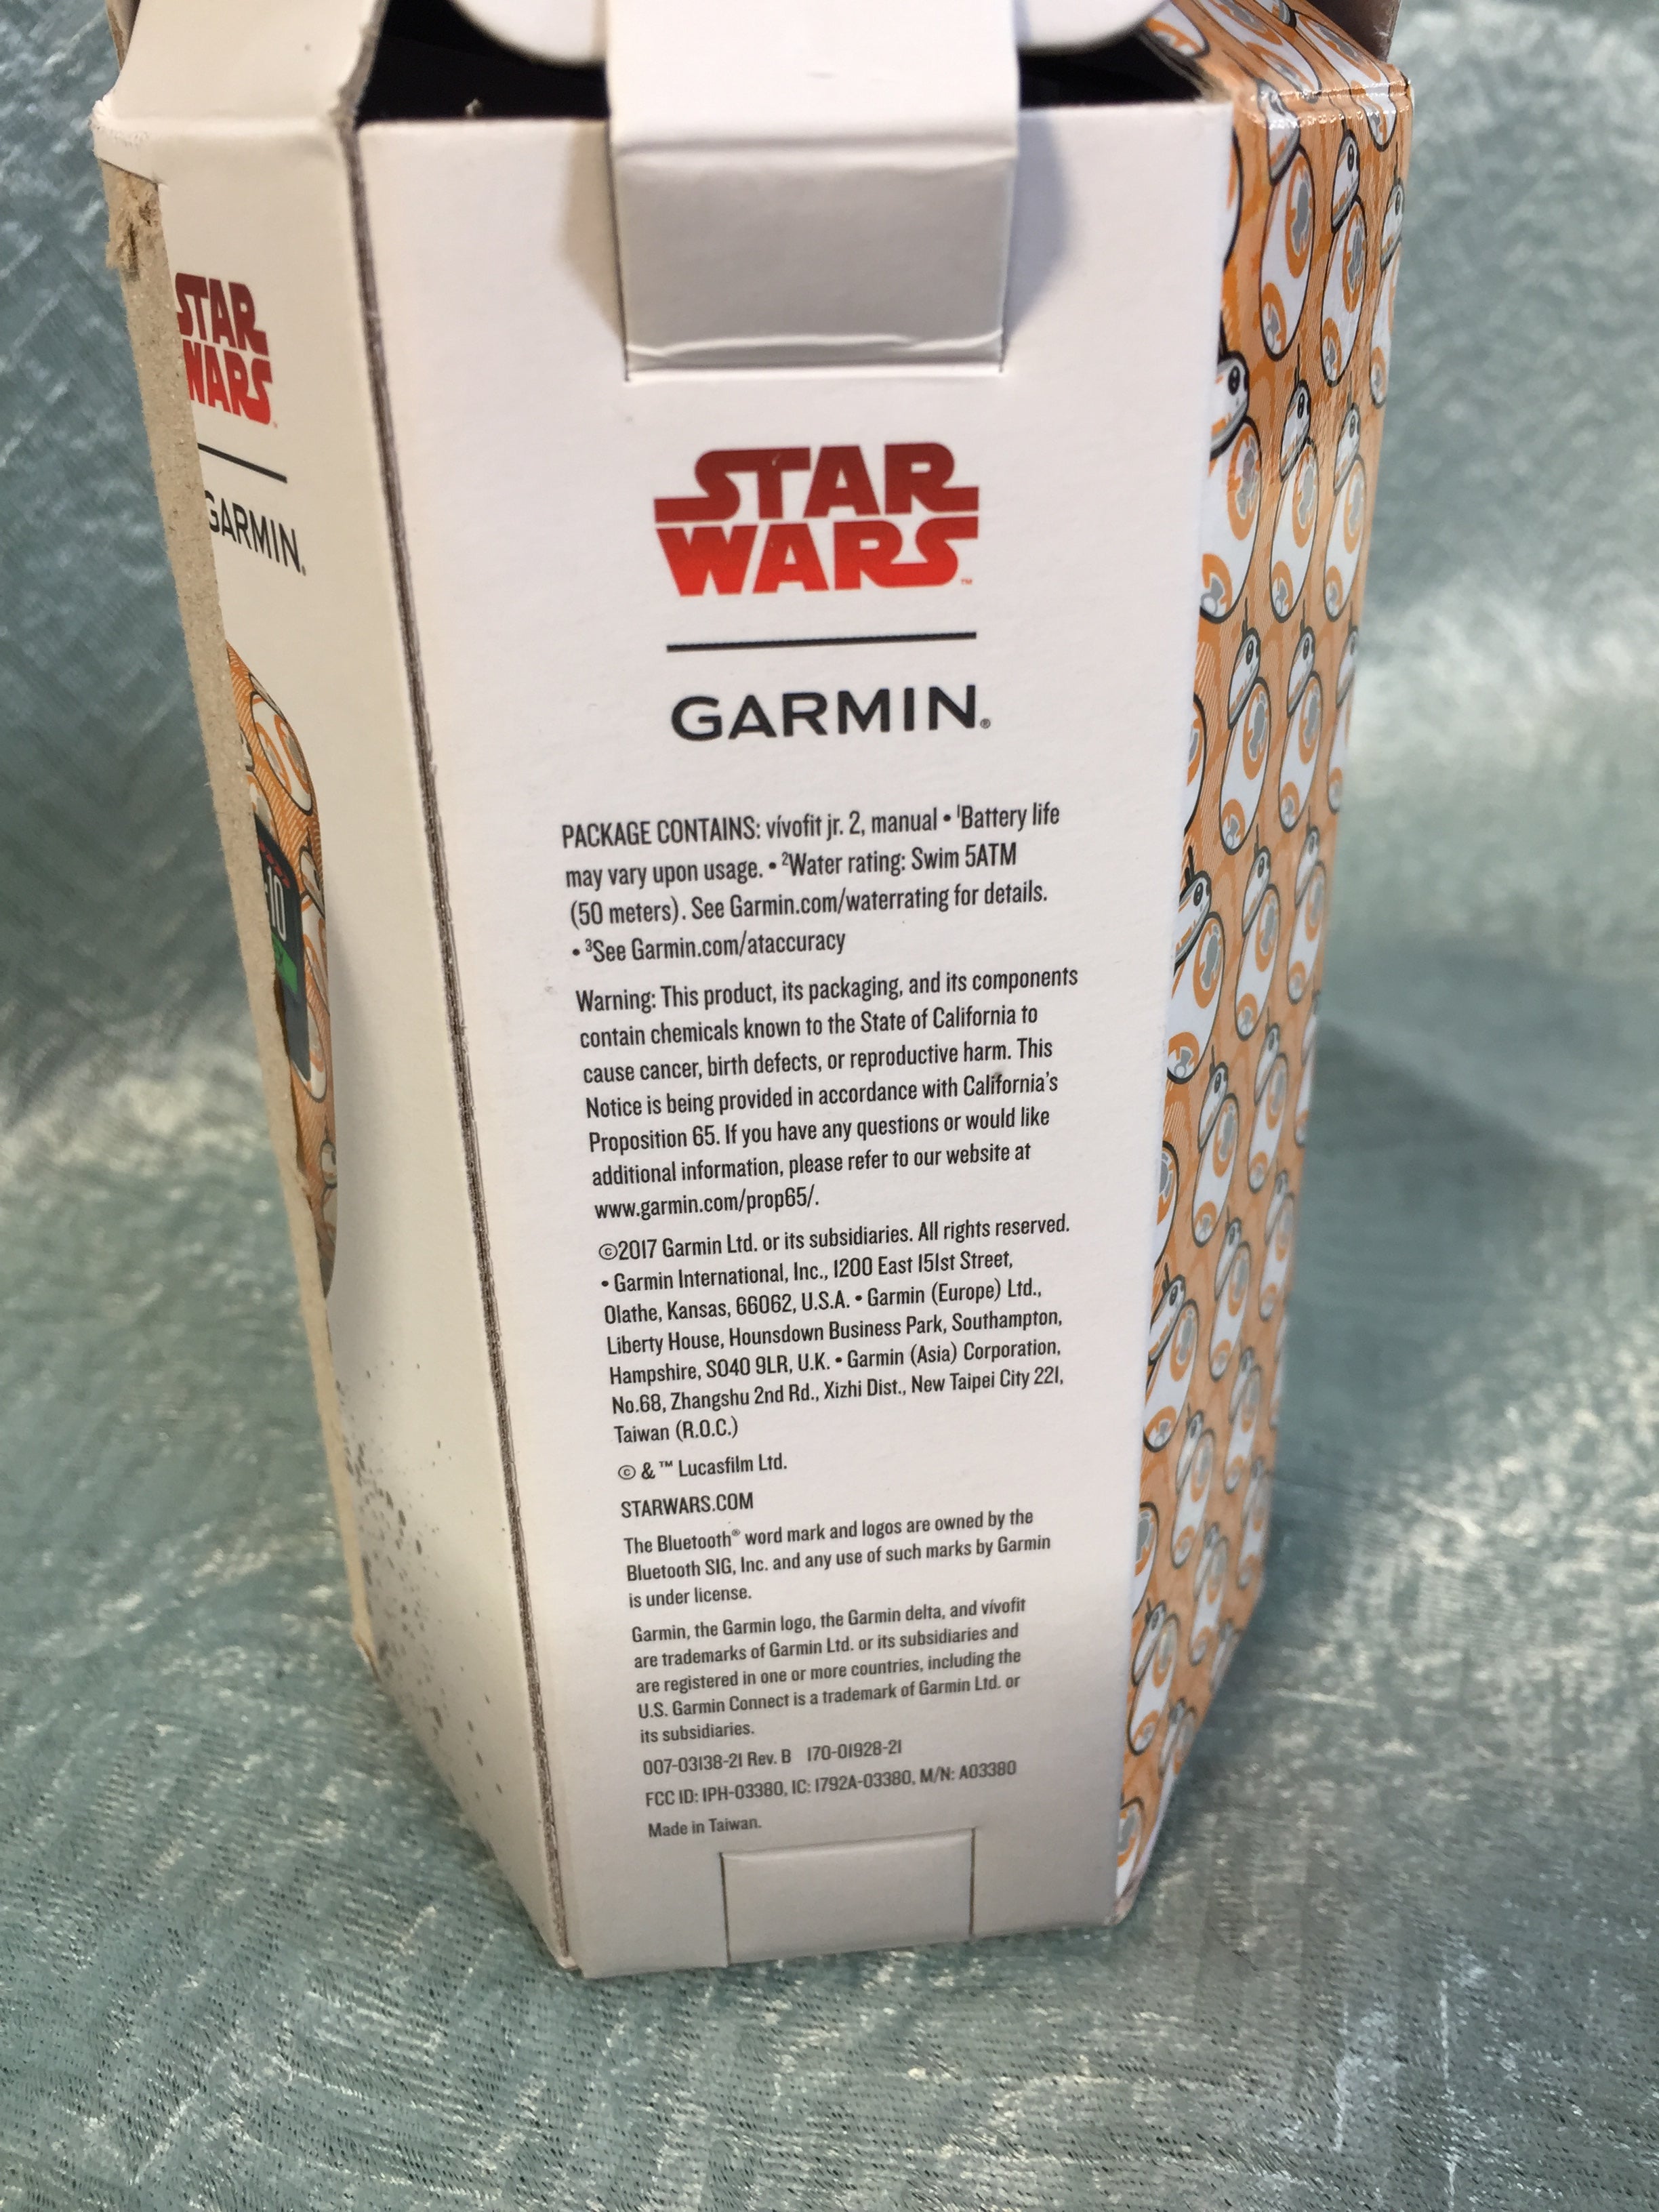 STAR
WARS
GARMIN.
-10
STAR
WARS™
GARMIN®
PACKAGE CONTAINS: vívofit jr. 2, manual • ¹Battery life
may vary upon usage. • ²Water rating: Swim 5ATM
(50 meters). See Garmin.com/waterrating for details.
• ³See Garmin.com/ataccuracy
Warning: This product, its packaging, and its components
contain chemicals known to the State of California to
cause cancer, birth defects, or reproductive harm. This
Notice is being provided in accordance with California's
Proposition 65. If you have any questions or would like
additional information, please refer to our website at
www.garmin.com/prop65/.
©2017 Garmin Ltd. or its subsidiaries. All rights reserved.
• Garmin International, Inc., 1200 East 151st Street,
Olathe, Kansas, 66062, U.S.A. • Garmin (Europe) Ltd.,
Liberty House, Hounsdown Business Park, Southampton,
Hampshire, SO40 9LR, U.K. • Garmin (Asia) Corporation,
No.68, Zhangshu 2nd Rd., Xizhi Dist., New Taipei City 221,
Taiwan (R.O.C.)
© & ™ Lucasfilm Ltd.
STARWARS.COM
The Bluetooth® word mark and logos are owned by the
Bluetooth SIG, Inc. and any use of such marks by Garmin
is under license.
Garmin, the Garmin logo, the Garmin delta, and vívofit
are trademarks of Garmin Ltd. or its subsidiaries and
are registered in one or more countries, including the
U.S. Garmin Connect is a trademark of Garmin Ltd. or
its subsidiaries.
007-03138-21 Rev. B 170-01928-21
FCC ID: IPH-03380, IC: 1792A-03380, M/N: A03380
Made in Taiwan.